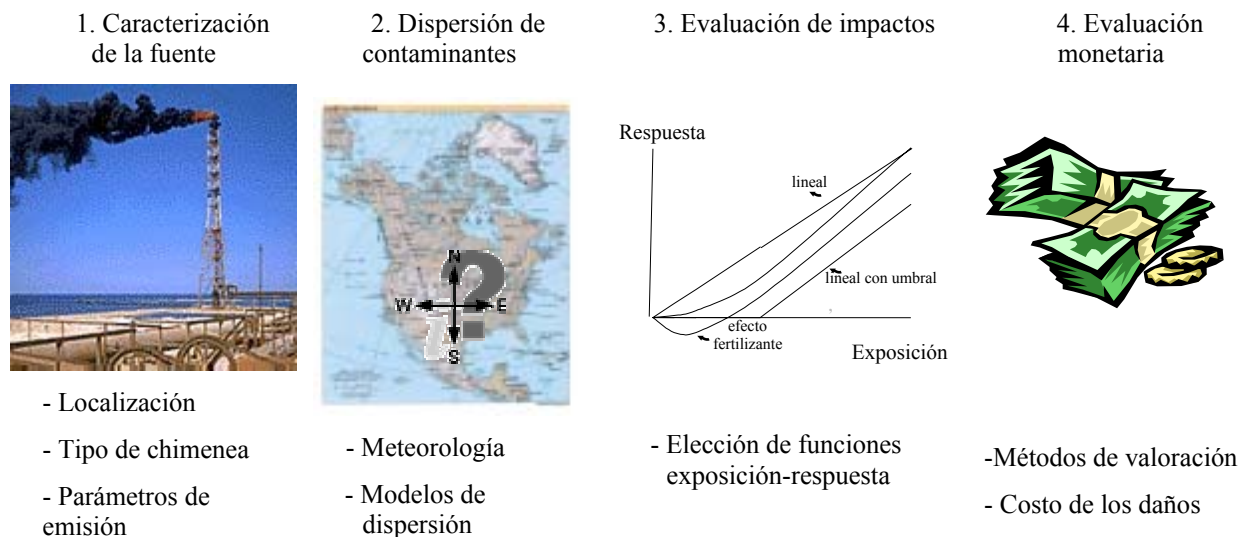 1. Caracterización
de la fuente
- Localización
- Tipo de chimenea
- Parámetros de
emisión
2. Dispersión de
contaminantes
N
W
E
S
- Meteorología
- Modelos de
dispersión
3. Evaluación de impactos
Respuesta
lineal
lineal con umbral
efecto
fertilizante
Exposición
- Elección de funciones
exposición-respuesta
4. Evaluación
monetaria
-Métodos de valoración
- Costo de los daños